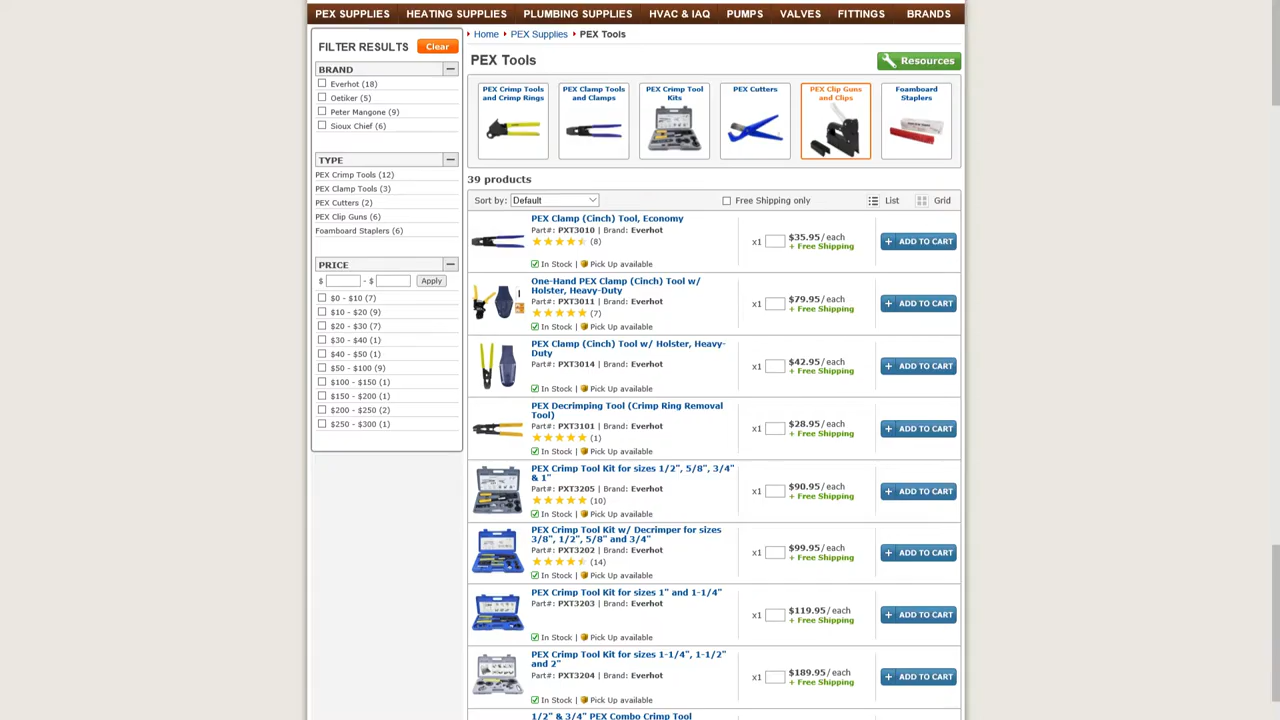 PEX SUPPLIES HEATING SUPPLIES PLUMBING SUPPLIES HVAC & IAQ PUMPS VALVES FITTINGS BRANDS
FILTER RESULTS Clear
BRAND
Everhot (18)
Oetiker (5)
Peter Mangone (9)
Sioux Chief (6)
TYPE
PEX Crimp Tools (12)
PEX Clamp Tools (3)
PEX Cutters (2)
PEX Clip Guns (6)
Foamboard Staplers (6)
PRICE
$ - $ Apply
$0 - $10 (7)
$10 - $20 (9)
$20 - $30 (7)
$30 - $40 (1)
$40 - $50 (1)
$50 - $100 (9)
$100 - $150 (1)
$150 - $200 (1)
$200 - $250 (2)
$250 - $300 (1)
Home PEX Supplies PEX Tools
PEX Tools
Resources
PEX Crimp Tools
and Crimp Rings
PEX Clamp Tools
and Clamps
PEX Crimp Tool
Kits
PEX Cutters
PEX Clip Guns
and Clips
Foamboard
Staplers
39 products
Sort by: Default Free Shipping only List Grid
PEX Clamp (Cinch) Tool, Economy
Part#: PXT3010 | Brand: Everhot
(8)
In Stock | Pick Up available
x1 $35.95/each
+ Free Shipping
+ ADD TO CART
One-Hand PEX Clamp (Cinch) Tool w/
Holster, Heavy-Duty
Part#: PXT3011 | Brand: Everhot
(7)
In Stock | Pick Up available
x1 $79.95/each
+ Free Shipping
+ ADD TO CART
PEX Clamp (Cinch) Tool w/ Holster, Heavy-
Duty
Part#: PXT3014 | Brand: Everhot
In Stock | Pick Up available
x1 $42.95/each
+ Free Shipping
+ ADD TO CART
PEX Decrimping Tool (Crimp Ring Removal
Tool)
Part#: PXT3101 | Brand: Everhot
(1)
In Stock | Pick Up available
x1 $28.95/each
+ Free Shipping
+ ADD TO CART
PEX Crimp Tool Kit for sizes 1/2", 5/8", 3/4"
& 1"
Part#: PXT3205 | Brand: Everhot
(10)
In Stock | Pick Up available
x1 $90.95/each
+ Free Shipping
+ ADD TO CART
PEX Crimp Tool Kit w/ Decrimper for sizes
3/8", 1/2", 5/8" and 3/4"
Part#: PXT3202 | Brand: Everhot
(14)
In Stock | Pick Up available
x1 $99.95/each
+ Free Shipping
+ ADD TO CART
PEX Crimp Tool Kit for sizes 1" and 1-1/4"
Part#: PXT3203 | Brand: Everhot
In Stock | Pick Up available
x1 $119.95/each
+ Free Shipping
+ ADD TO CART
PEX Crimp Tool Kit for sizes 1-1/4", 1-1/2"
and 2"
Part#: PXT3204 | Brand: Everhot
In Stock | Pick Up available
x1 $189.95/each
+ Free Shipping
+ ADD TO CART
1/2" & 3/4" PEX Combo Crimp Tool